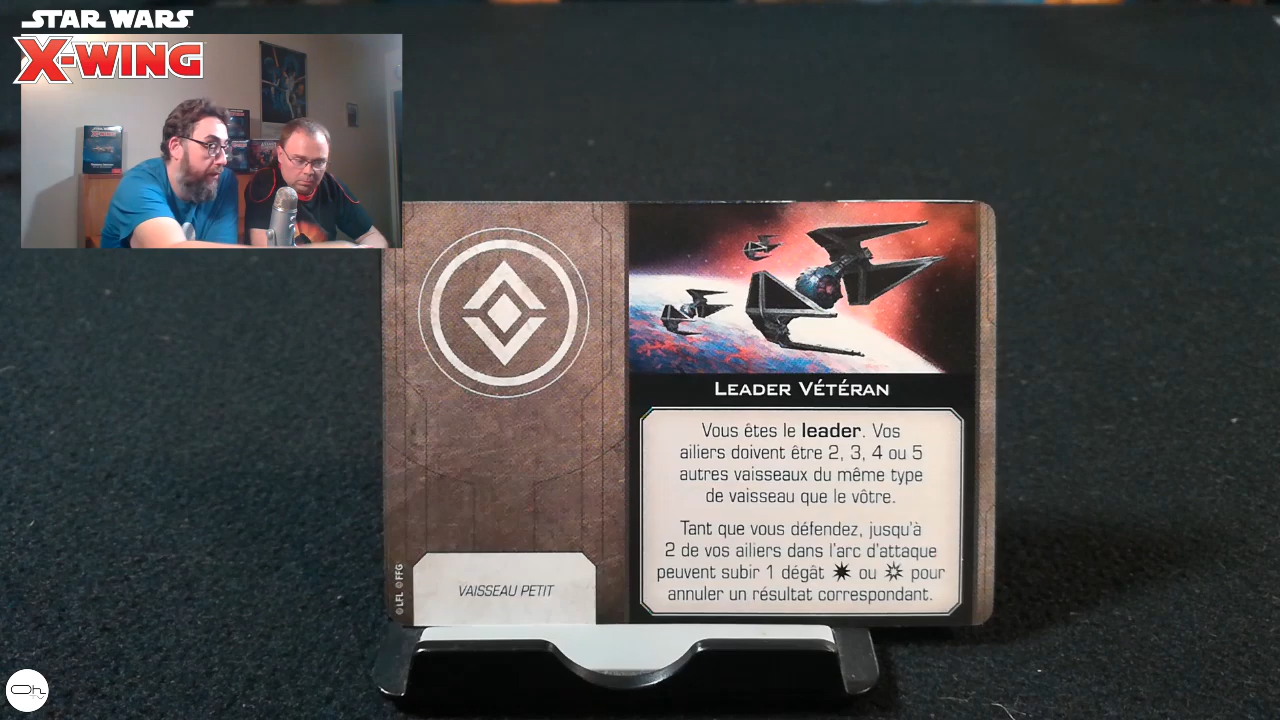 STAR WARS
X-WING
LEADER VÉTÉRAN
Vous êtes le leader. Vos
ailiers doivent être 2, 3, 4 ou 5
autres vaisseaux du même type
de vaisseau que le vôtre.
Tant que vous défendez, jusqu'à
2 de vos ailiers dans l'arc d'attaque
peuvent subir 1 dégât ou pour
annuler un résultat correspondant.
VAISSEAU PETIT
©LFL ©FFG